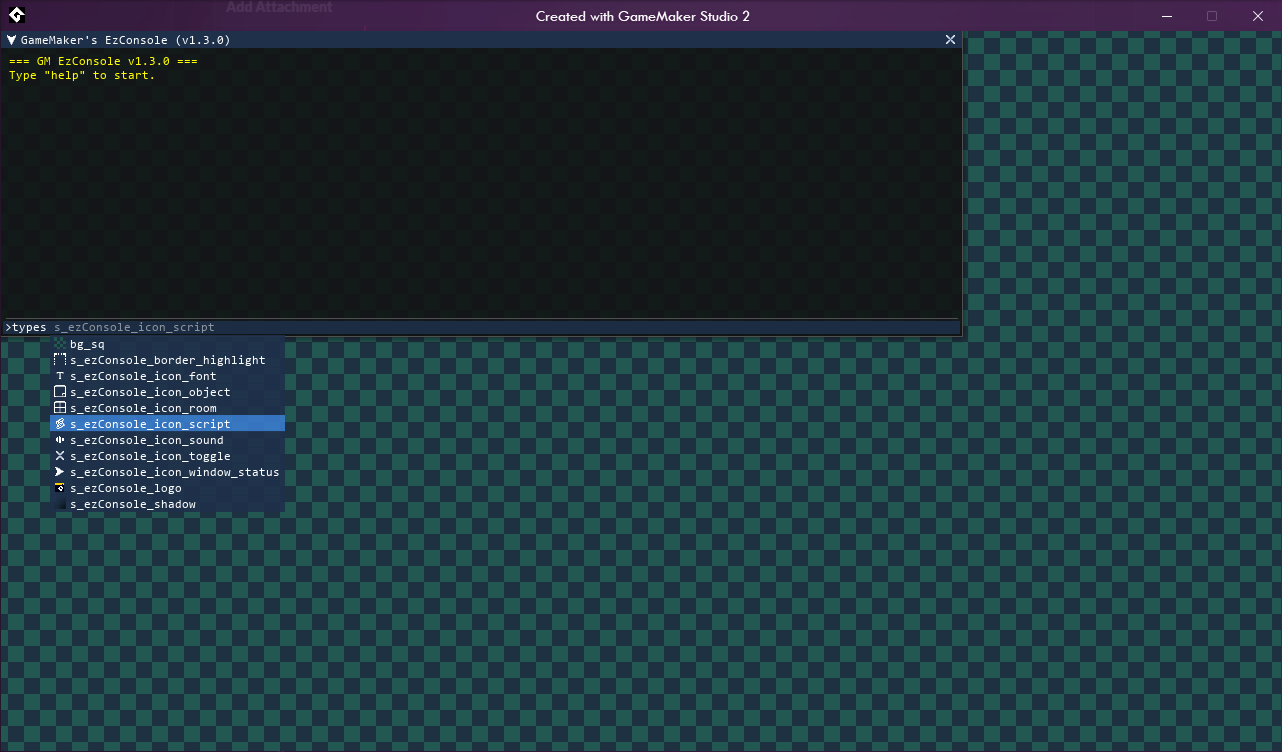 Add Attachment
Created with GameMaker Studio 2
GameMaker's EzConsole (v1.3.0)
=== GM EzConsole v1.3.0 ===
Type "help" to start.
>types s_ezConsole_icon_script
bg_sq
s_ezConsole_border_highlight
s_ezConsole_icon_font
s_ezConsole_icon_object
s_ezConsole_icon_room
s_ezConsole_icon_script
s_ezConsole_icon_sound
s_ezConsole_icon_toggle
s_ezConsole_icon_window_status
s_ezConsole_logo
s_ezConsole_shadow